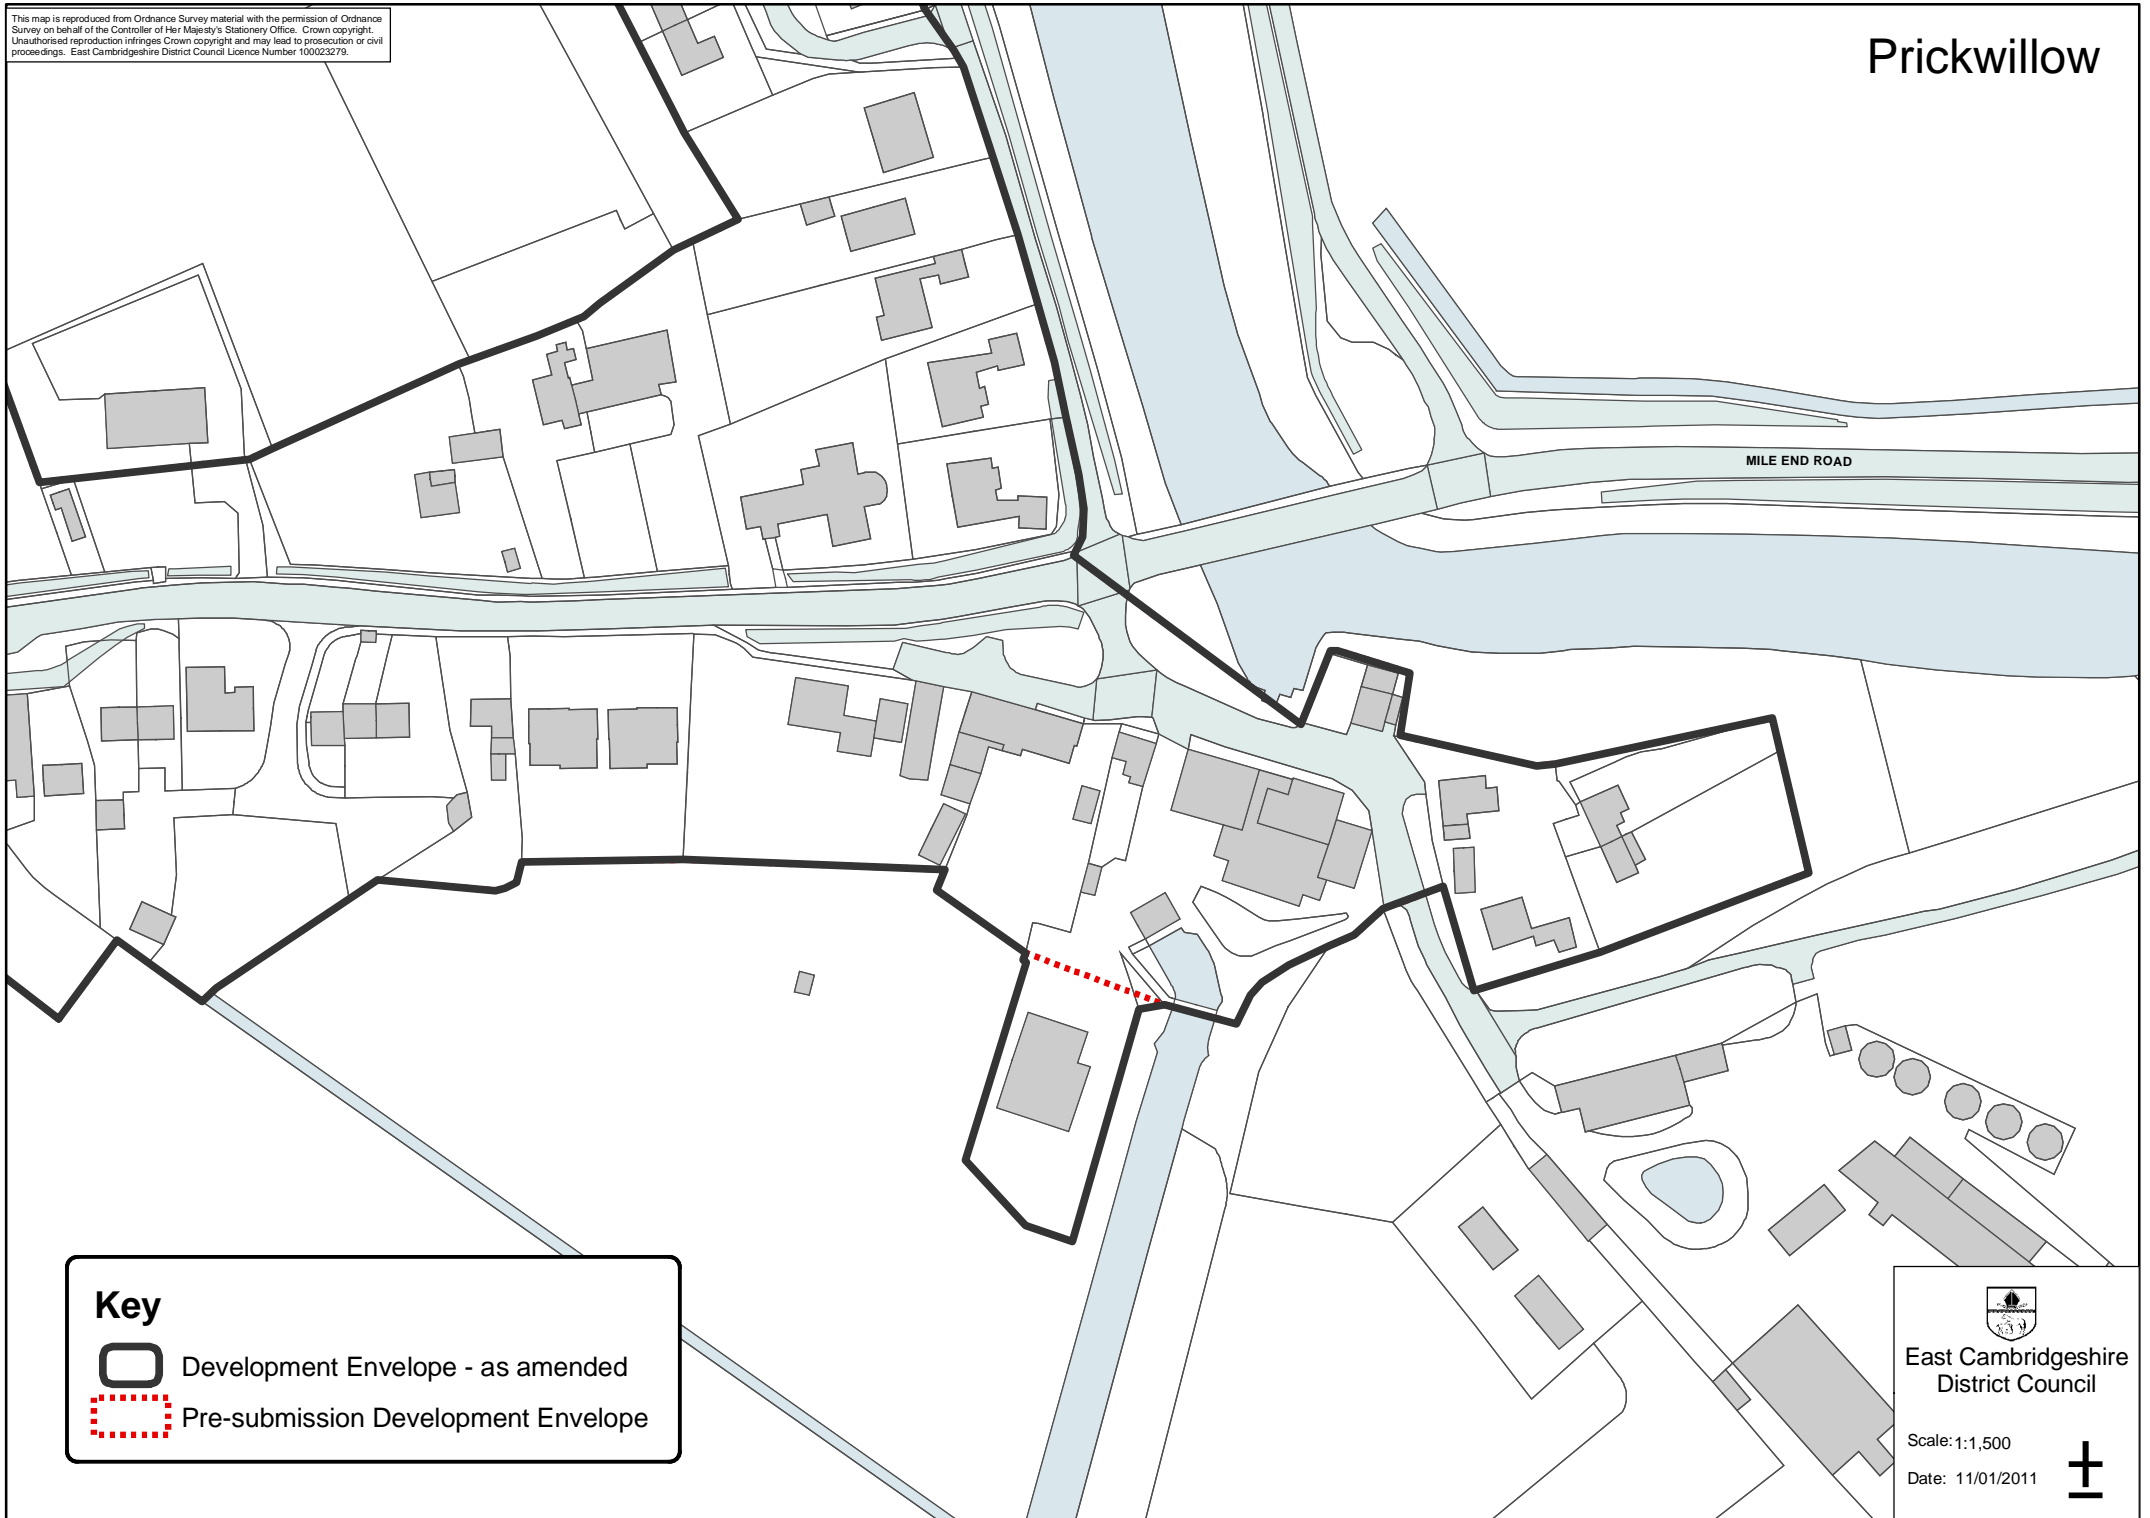 This map is reproduced from Ordnance Survey material with the permission of Ordnance
Survey on behalf of the Controller of Her Majesty's Stationery Office. Crown copyright.
Unauthorised reproduction infringes Crown copyright and may lead to prosecution or civil
proceedings. East Cambridgeshire District Council Licence Number 100023279.
Prickwillow
MILE END ROAD
Key
Development Envelope - as amended
Pre-submission Development Envelope
East Cambridgeshire
District Council
Scale: 1:1,500
Date: 11/01/2011